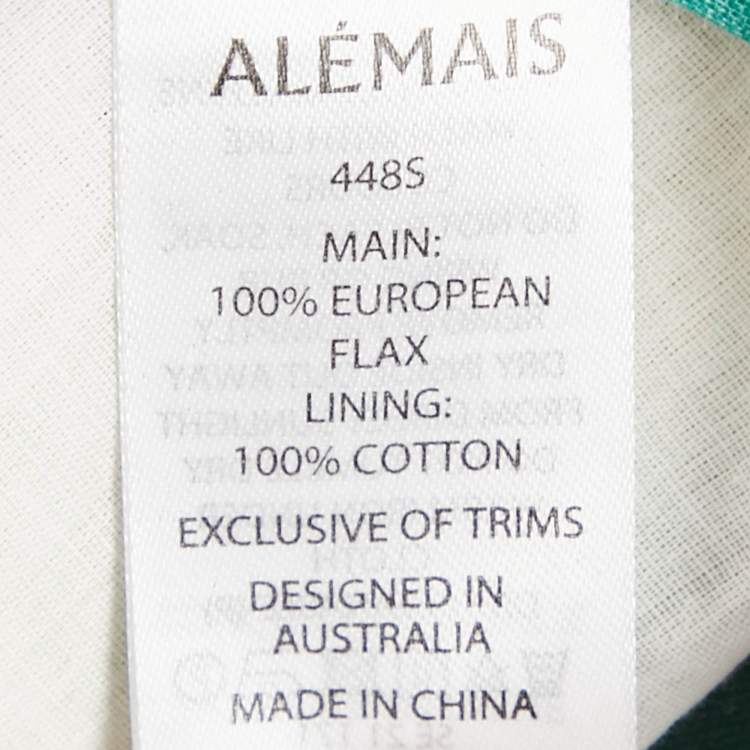 ALÉMAIS
448S
MAIN:
100% EUROPEAN
FLAX
LINING:
100% COTTON
EXCLUSIVE OF TRIMS
DESIGNED IN
AUSTRALIA
MADE IN CHINA